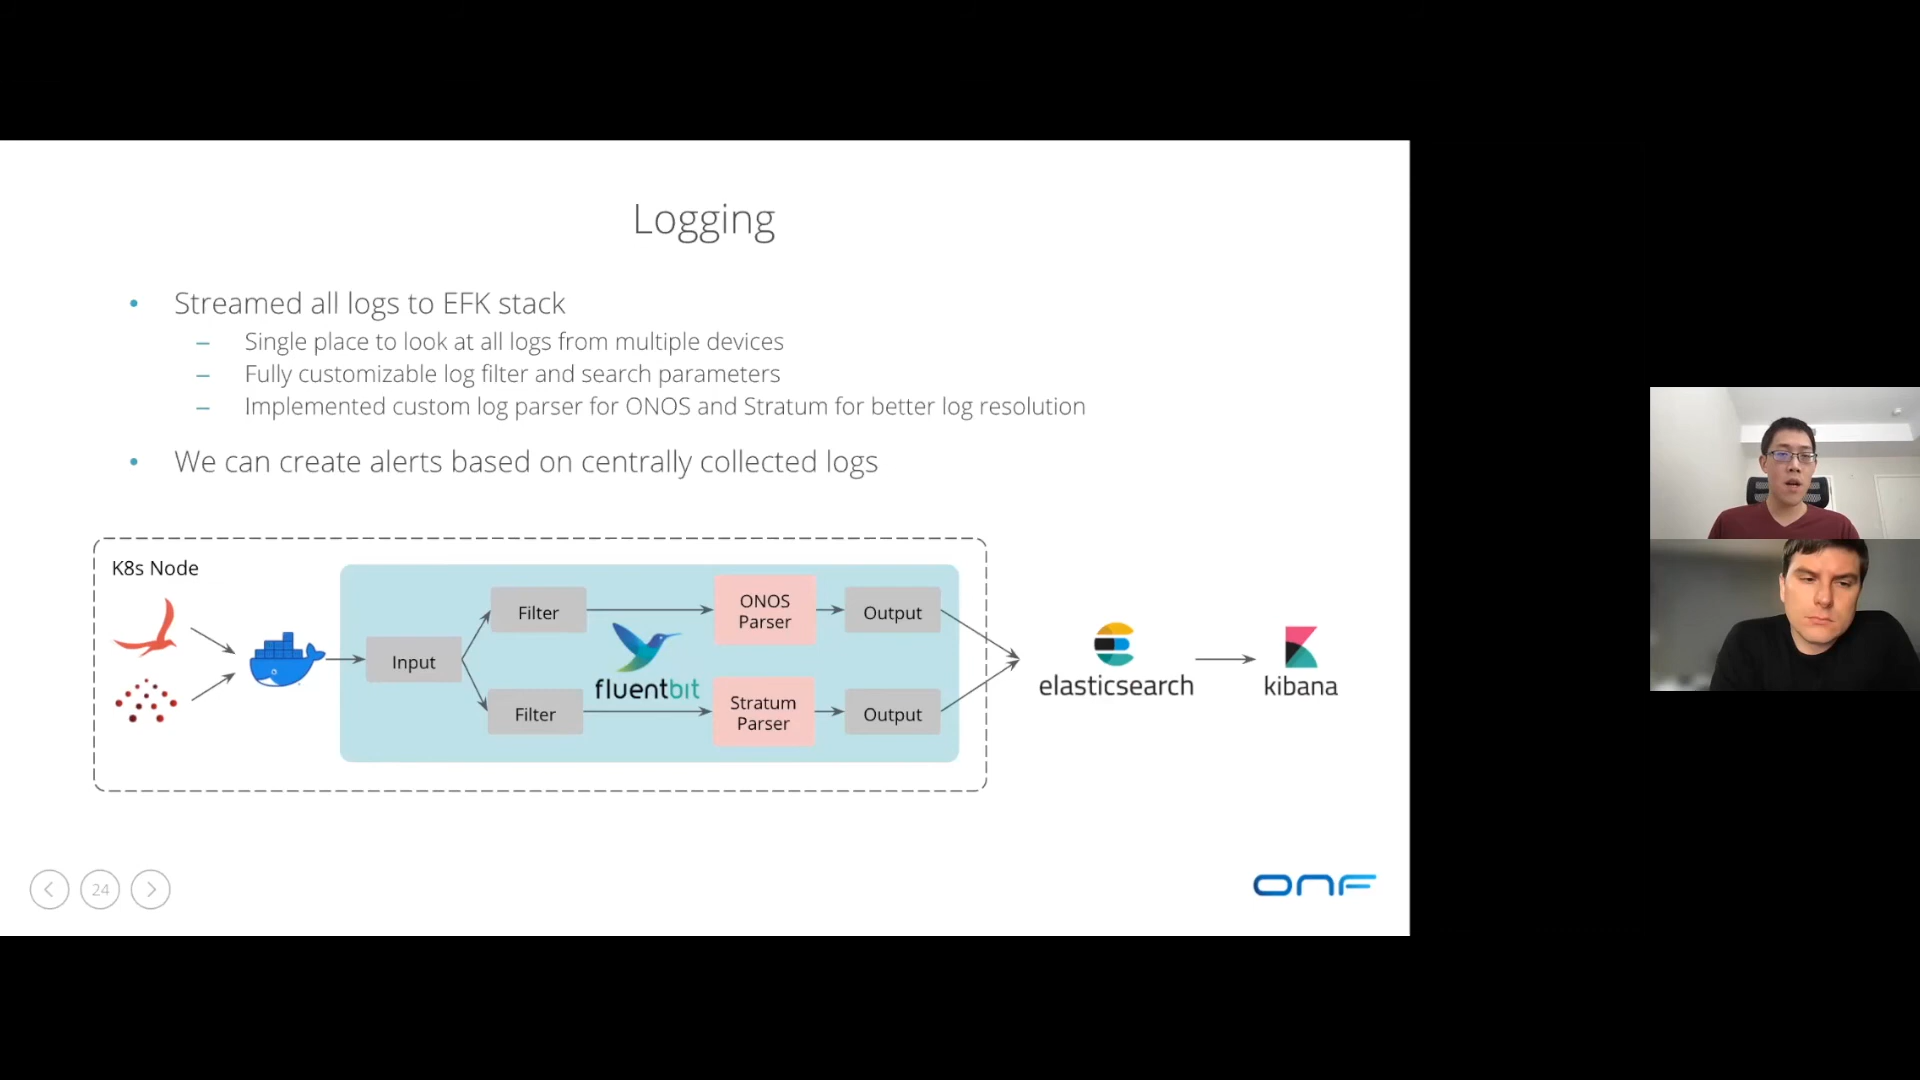 Logging
• Streamed all logs to EFK stack
– Single place to look at all logs from multiple devices
– Fully customizable log filter and search parameters
– Implemented custom log parser for ONOS and Stratum for better log resolution
• We can create alerts based on centrally collected logs
K8s Node
Input
Filter
Filter
fluentbit
ONOS
Parser
Stratum
Parser
Output
Output
elasticsearch
kibana
24
ONF